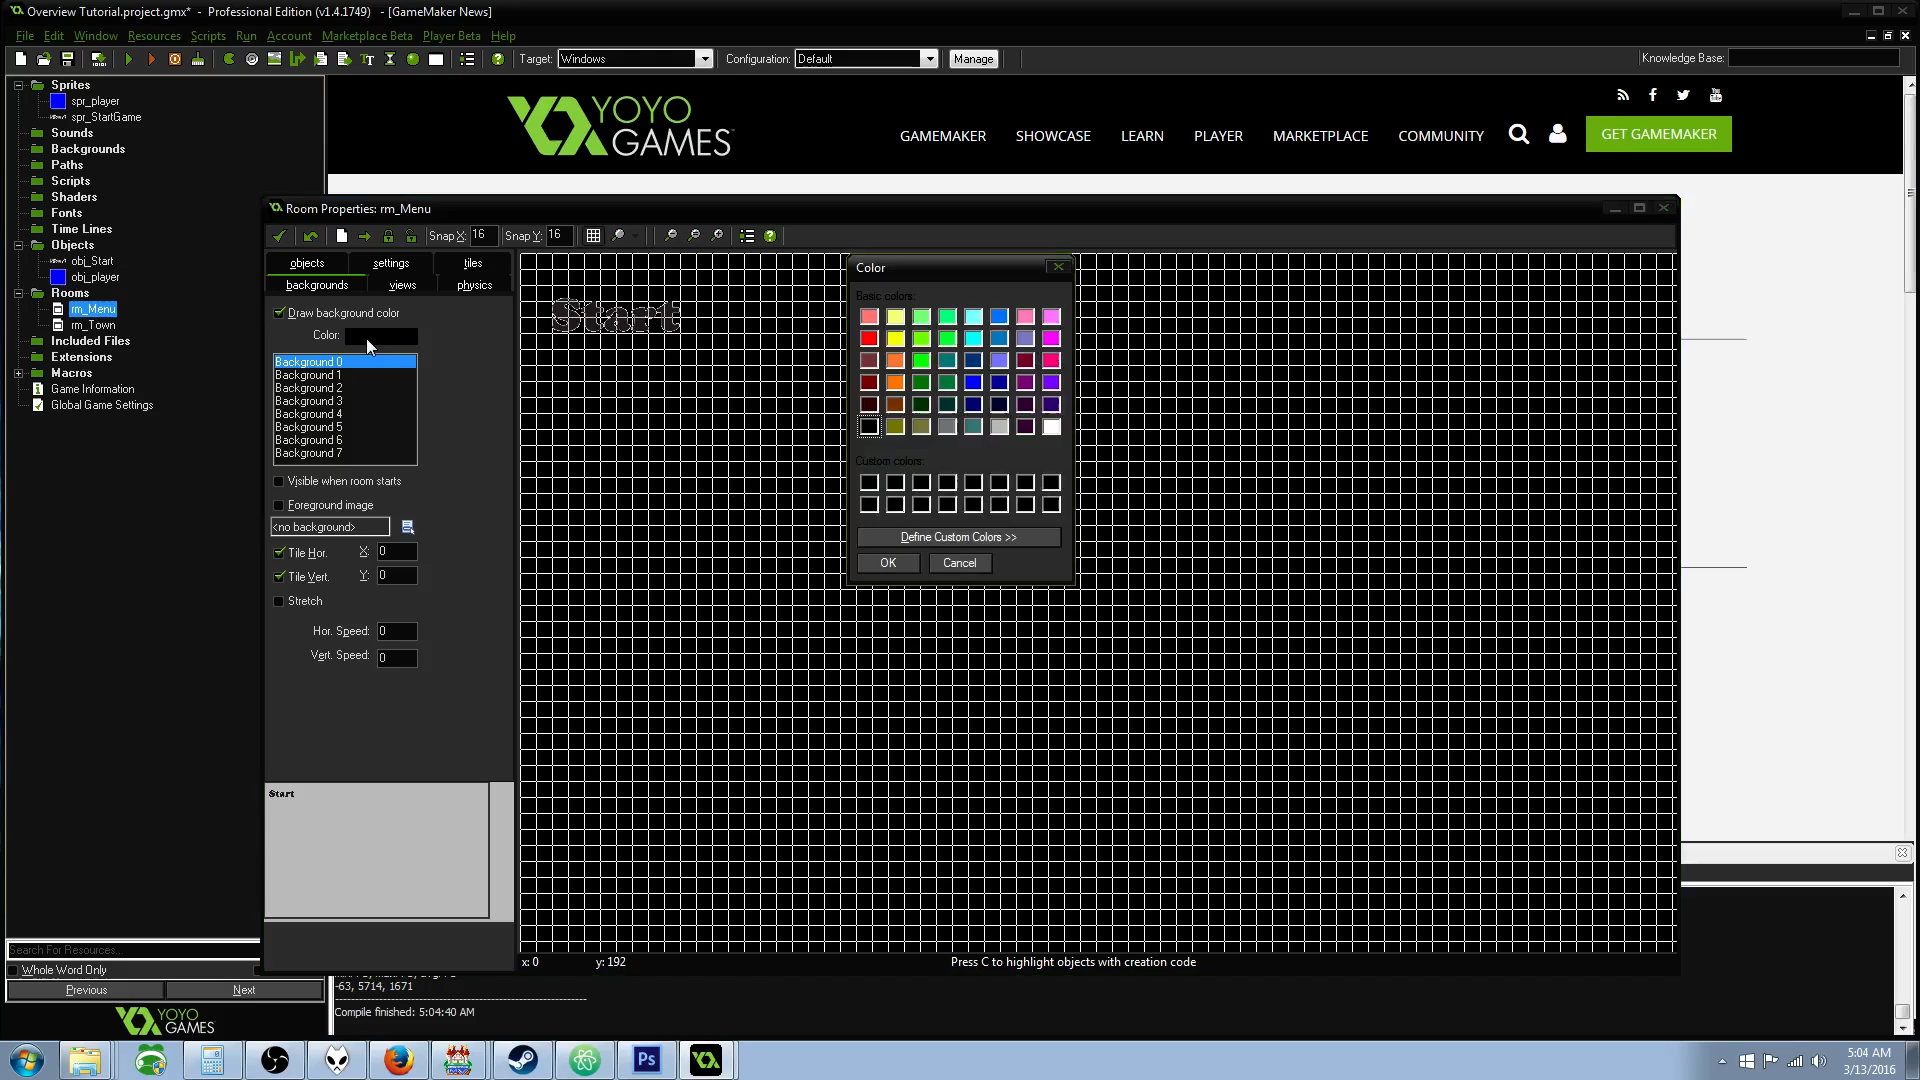 Overview Tutorial.project.gmx* - Professional Edition (v1.4.1749) - [GameMaker News]
File Edit Window Resources Scripts Run Account Marketplace Beta Player Beta Help
Target: Windows Configuration: Default Manage Knowledge Base:
Sprites
spr_player
spr_StartGame
Sounds
Backgrounds
Paths
Scripts
Shaders
Fonts
Time Lines
Objects
obj_Start
obj_player
Rooms
rm_Menu
rm_Town
Included Files
Extensions
Macros
Game Information
Global Game Settings
Search For Resources...
Whole Word Only
Previous Next
YOYO GAMES
YOYO GAMES™
GAMEMAKER SHOWCASE LEARN PLAYER MARKETPLACE COMMUNITY GET GAMEMAKER
Room Properties: rm_Menu
Snap X: 16 Snap Y: 16
objects settings tiles
backgrounds views physics
Draw background color
Color:
Background 0
Background 1
Background 2
Background 3
Background 4
Background 5
Background 6
Background 7
Visible when room starts
Foreground image
<no background>
Tile Hor. X: 0
Tile Vert. Y: 0
Stretch
Hor. Speed: 0
Vert. Speed: 0
Start
Start
Color
Basic colors:
Custom colors:
Define Custom Colors >>
OK Cancel
x: 0 y: 192 Press C to highlight objects with creation code
-63, 5714, 1671
Compile finished: 5:04:40 AM
Ps
5:04 AM
3/13/2016